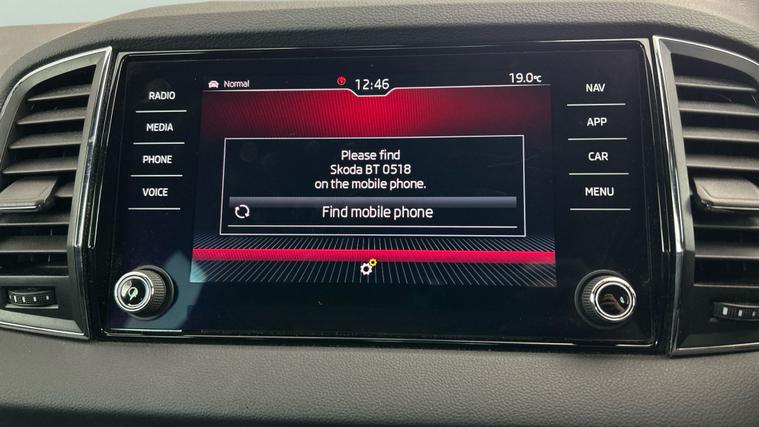 Normal
12:46
19.0°C
RADIO
MEDIA
PHONE
VOICE
Please find
Skoda BT 0518
on the mobile phone.
Find mobile phone
NAV
APP
CAR
MENU